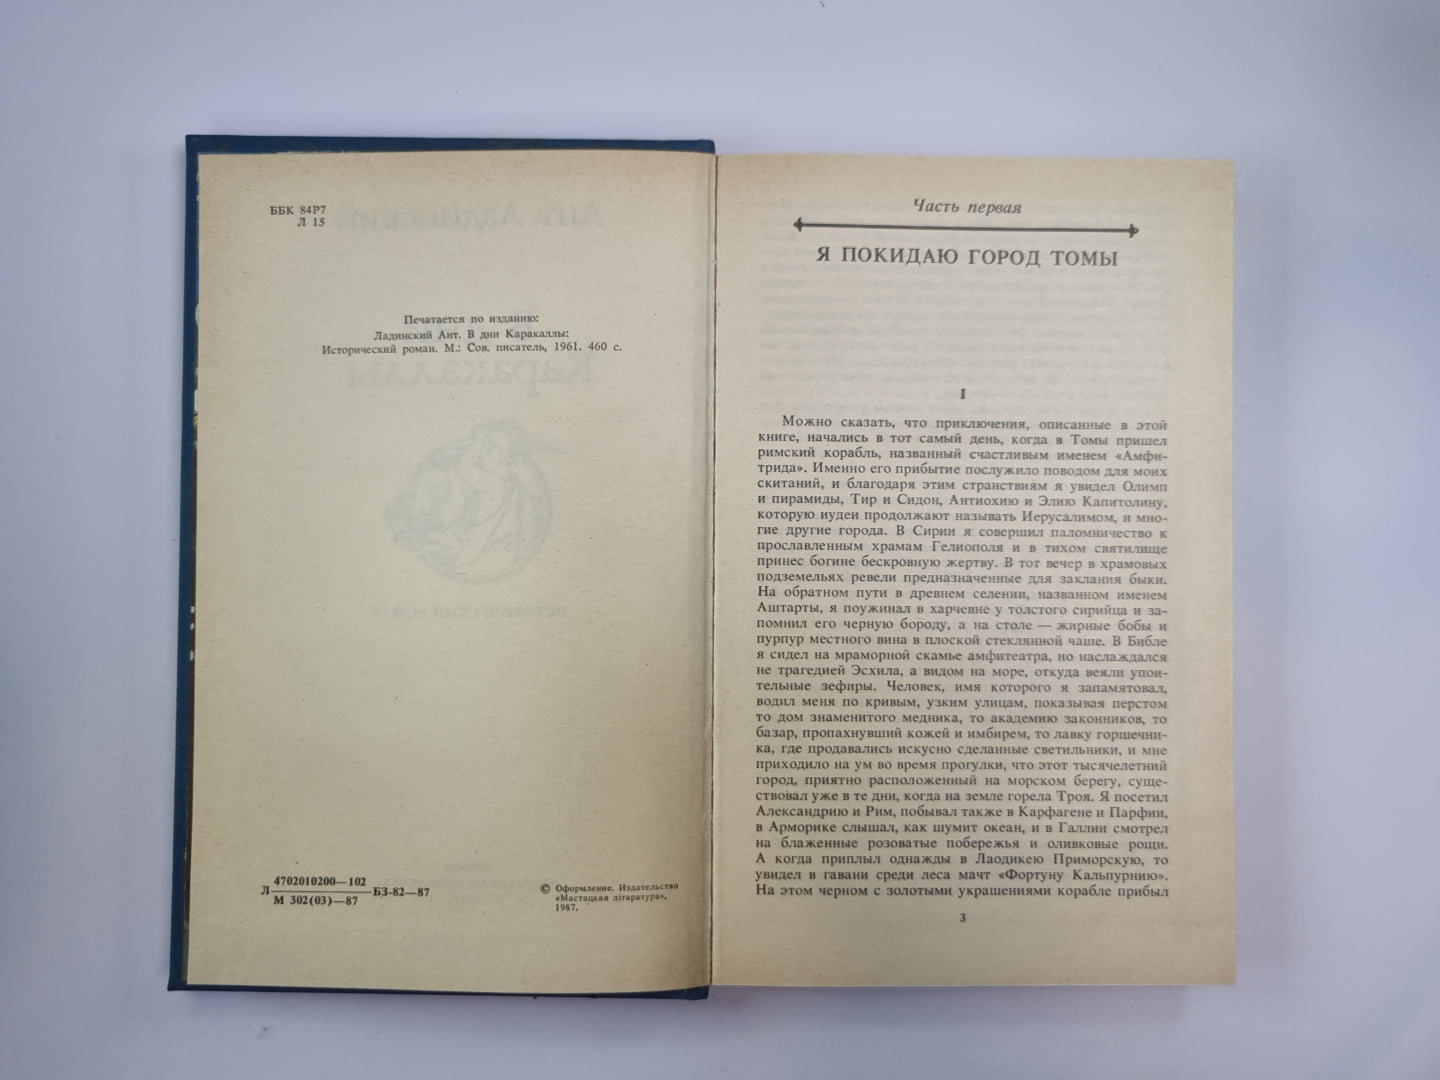 ББК 84Р7
Л 15
Печатается по изданию:
Ладинский Ант. В дни Каракаллы:
Исторический роман. М.: Сов. писатель, 1961. 460 с.
4702010200—102
Л
БЗ-82—87
М 302(03)—87
© Оформление. Издательство
«Мастацкая літаратура»,
1987.
Часть первая
Я ПОКИДАЮ ГОРОД ТОМЫ
I
Можно сказать, что приключения, описанные в этой
книге, начались в тот самый день, когда в Томы пришел
римский корабль, названный счастливым именем «Амфи-
трида». Именно его прибытие послужило поводом для моих
скитаний, и благодаря этим странствиям я увидел Олимп
и пирамиды, Тир и Сидон, Антиохию и Элию Капитолину,
которую иудеи продолжают называть Иерусалимом, и мно-
гие другие города. В Сирии я совершил паломничество к
прославленным храмам Гелиополя и в тихом святилище
принес богине бескровную жертву. В тот вечер в храмовых
подземельях ревели предназначенные для заклания быки.
На обратном пути в древнем селении, названном именем
Аштарты, я поужинал в харчевне у толстого сирийца и за-
помнил его черную бороду, а на столе — жирные бобы и
пурпур местного вина в плоской стеклянной чаше. В Библе
я сидел на мраморной скамье амфитеатра, но наслаждался
не трагедией Эсхила, а видом на море, откуда веяли упои-
тельные зефиры. Человек, имя которого я запамятовал,
водил меня по кривым, узким улицам, показывая перстом
то дом знаменитого медника, то академию законников, то
базар, пропахнувший кожей и имбирем, то лавку горшечни-
ка, где продавались искусно сделанные светильники, и мне
приходило на ум во время прогулки, что этот тысячелетний
город, приятно расположенный на морском берегу, суще-
ствовал уже в те дни, когда на земле горела Троя. Я посетил
Александрию и Рим, побывал также в Карфагене и Парфии,
в Арморике слышал, как шумит океан, и в Галлии смотрел
на блаженные розоватые побережья и оливковые рощи.
А когда приплыл однажды в Лаодикею Приморскую, то
увидел в гавани среди леса мачт «Фортуну Кальпурнию».
На этом черном с золотыми украшениями корабле прибыл
3